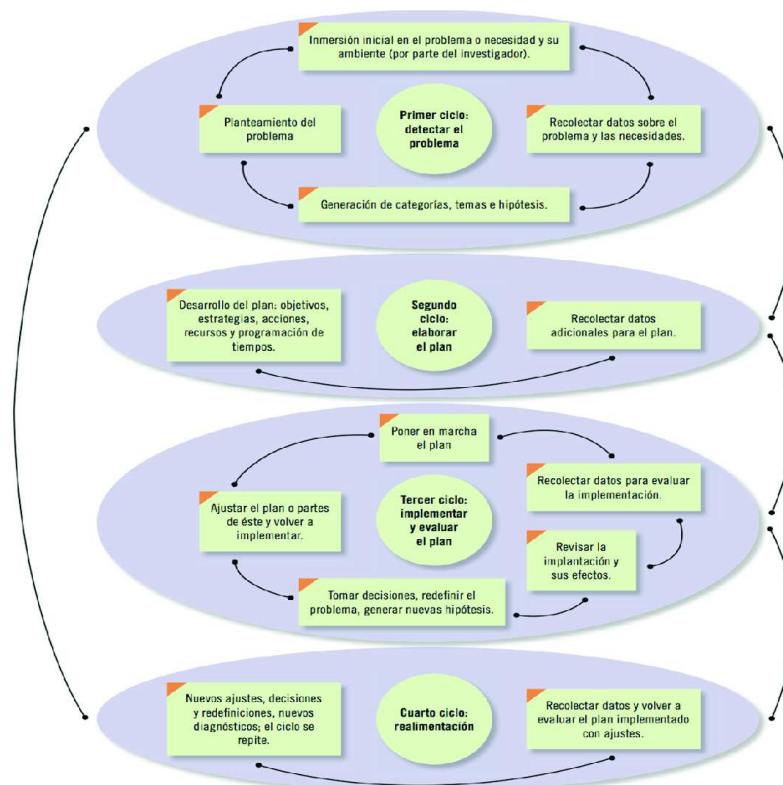 Inmersión inicial en el problema o necesidad y su
ambiente (por parte del investigador).
Planteamiento del
problema
Primer ciclo:
detectar el
problema
Recolectar datos sobre el
problema y las necesidades.
Generación de categorías, temas e hipótesis.
Desarrollo del plan: objetivos,
estrategias, acciones,
recursos y programación de
tiempos.
Segundo
ciclo:
elaborar
el plan
Recolectar datos
adicionales para el plan.
Poner en marcha
el plan
Ajustar el plan o partes
de éste y volver a
implementar.
Tercer ciclo:
implementar
y evaluar
el plan
Recolectar datos para evaluar
la implementación.
Revisar la
implantación y
sus efectos.
Tomar decisiones, redefinir el
problema, generar nuevas hipótesis.
Nuevos ajustes, decisiones
y redefiniciones, nuevos
diagnósticos; el ciclo se
repite.
Cuarto ciclo:
realimentación
Recolectar datos y volver a
evaluar el plan implementado
con ajustes.